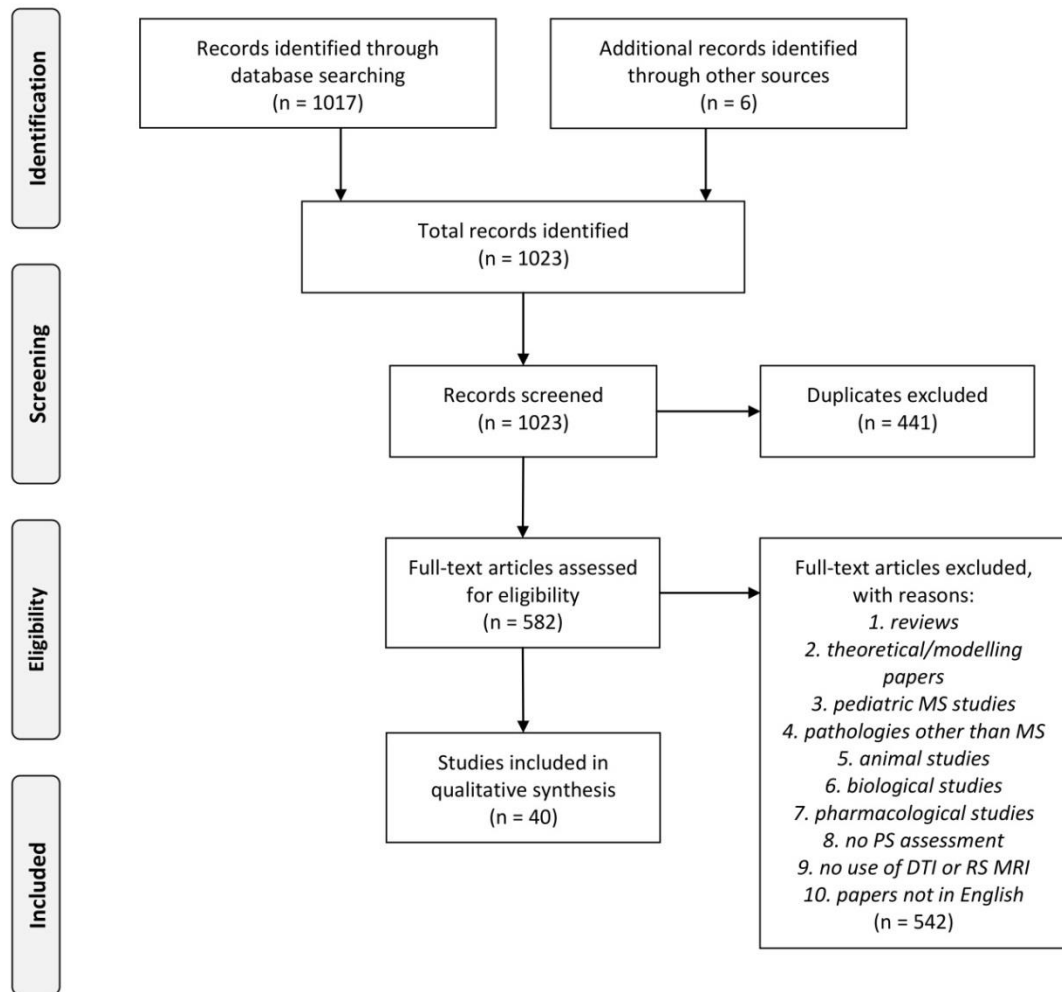 Identification
Records identified through
database searching
(n = 1017)
Additional records identified
through other sources
(n = 6)
Total records identified
(n = 1023)
Screening
Records screened
(n = 1023)
Duplicates excluded
(n = 441)
Eligibility
Full-text articles assessed
for eligibility
(n = 582)
Full-text articles excluded,
with reasons:
1. reviews
2. theoretical/modelling
papers
3. pediatric MS studies
4. pathologies other than MS
5. animal studies
6. biological studies
7. pharmacological studies
8. no PS assessment
9. no use of DTI or RS MRI
10. papers not in English
(n = 542)
Included
Studies included in
qualitative synthesis
(n = 40)